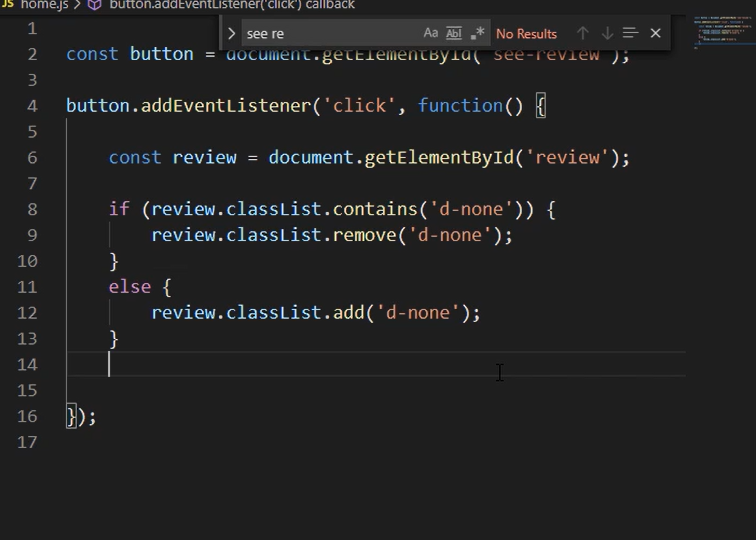 JS home.js > button.addEventListener('click') callback
see re Aa Abl .* No Results
1
2 const button = document.getElementById('see-review');
3
4 button.addEventListener('click', function() {
5
6 const review = document.getElementById('review');
7
8 if (review.classList.contains('d-none')) {
9 review.classList.remove('d-none');
10 }
11 else {
12 review.classList.add('d-none');
13 }
14
15
16 });
17